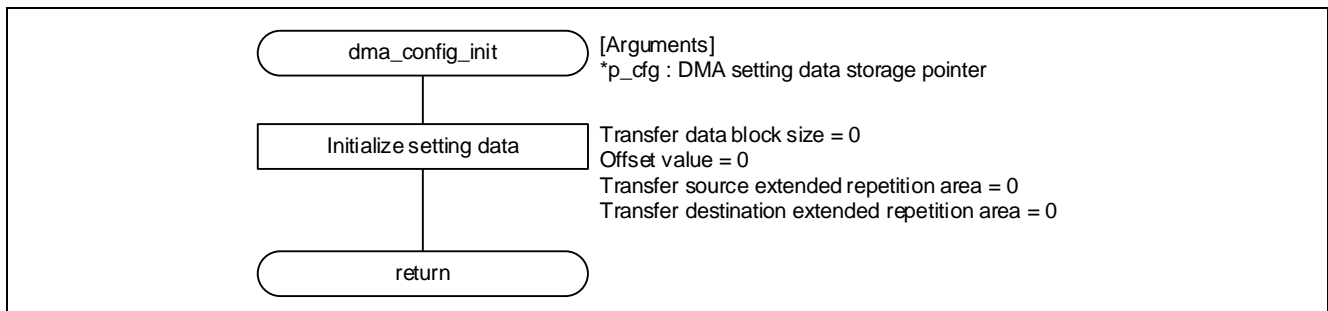 dma_config_init
[Arguments]
*p_cfg : DMA setting data storage pointer
Initialize setting data
Transfer data block size = 0
Offset value = 0
Transfer source extended repetition area = 0
Transfer destination extended repetition area = 0
return